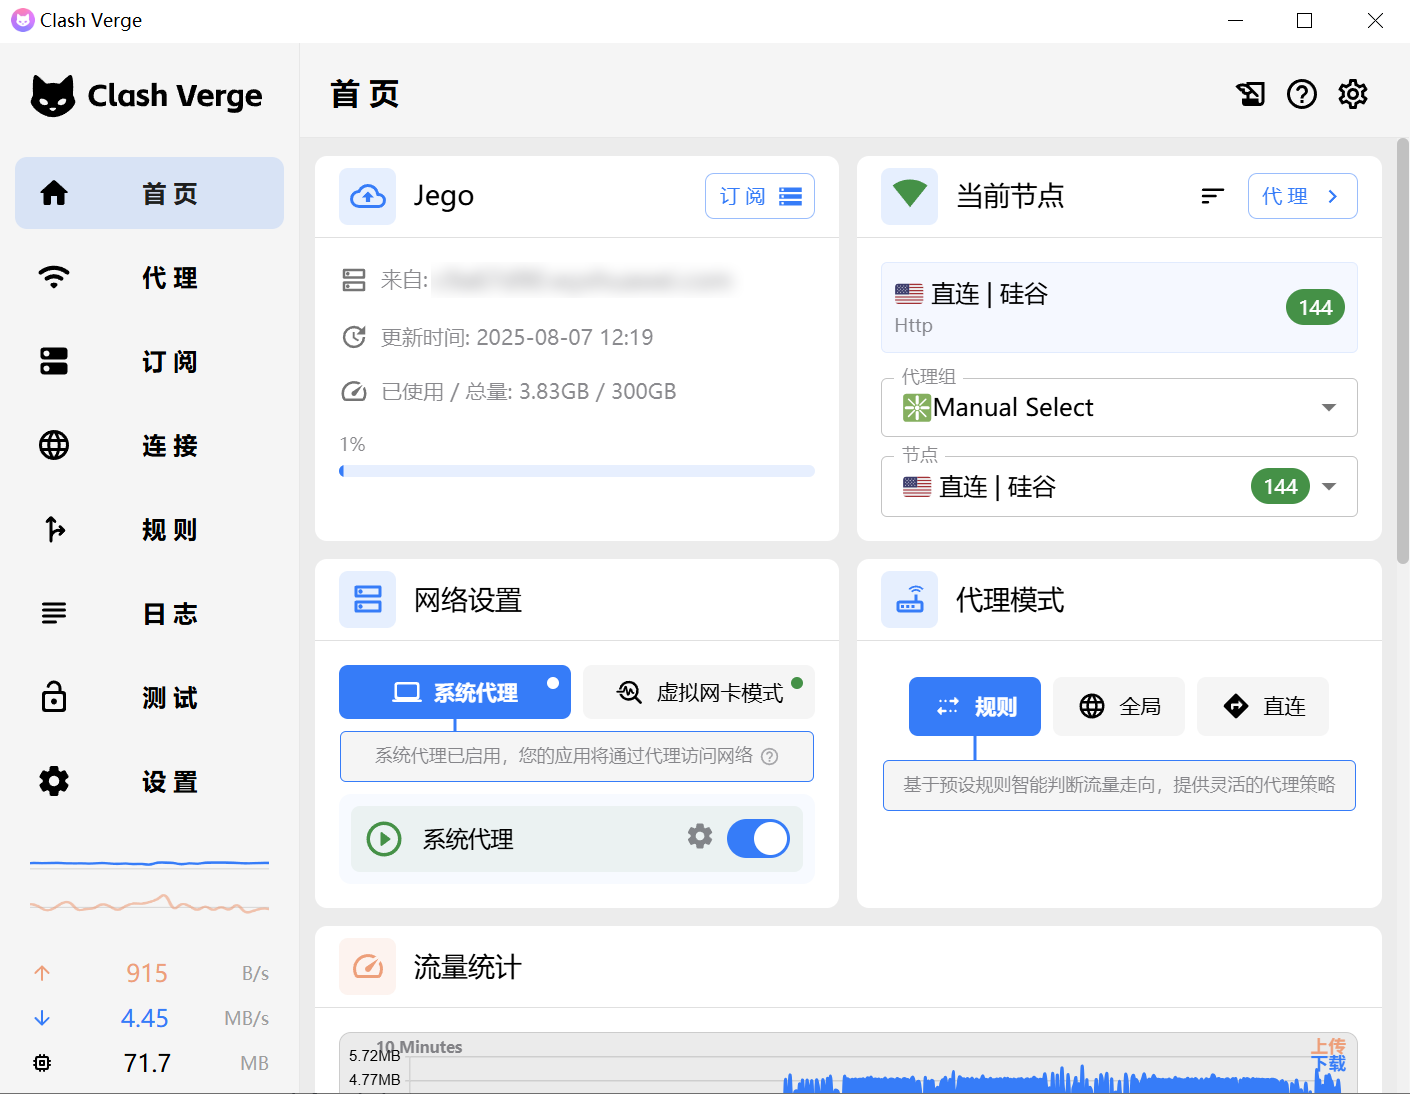 Clash Verge
Clash Verge
首页
首页
代理
订阅
连接
规则
日志
测试
设置
915 B/s
4.45 MB/s
71.7 MB
Jego
订阅
来自:
更新时间: 2025-08-07 12:19
已使用 / 总量: 3.83GB / 300GB
1%
当前节点
代理
直连 | 硅谷
Http
144
代理组
Manual Select
节点
直连 | 硅谷
144
网络设置
系统代理
虚拟网卡模式
系统代理已启用，您的应用将通过代理访问网络
系统代理
代理模式
规则
全局
直连
基于预设规则智能判断流量走向，提供灵活的代理策略
流量统计
10 Minutes
5.72MB
4.77MB
上传
下载